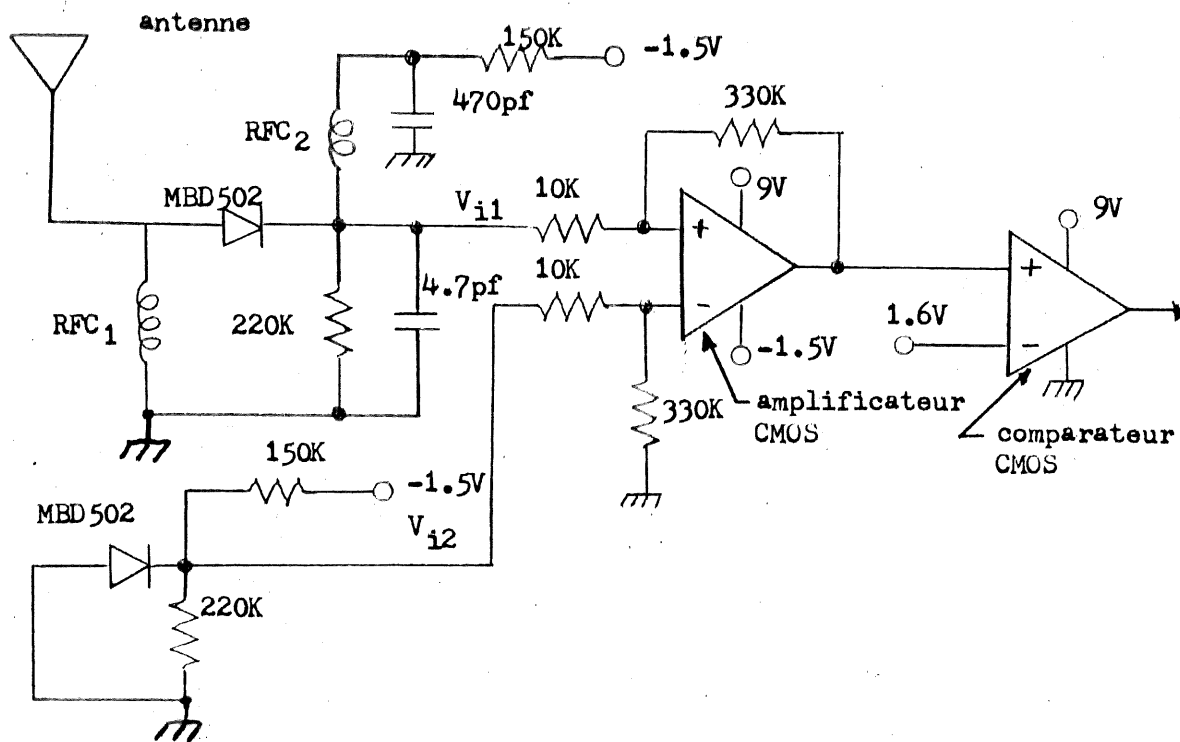 antenne
150K
-1.5V
470pf
RFC2
330K
MBD502
Vi1
10K
9V
+
9V
+
10K
4.7pf
-
1.6V
RFC1
220K
-1.5V
-
330K
amplificateur
CMOS
comparateur
CMOS
150K
-1.5V
MBD502
Vi2
220K